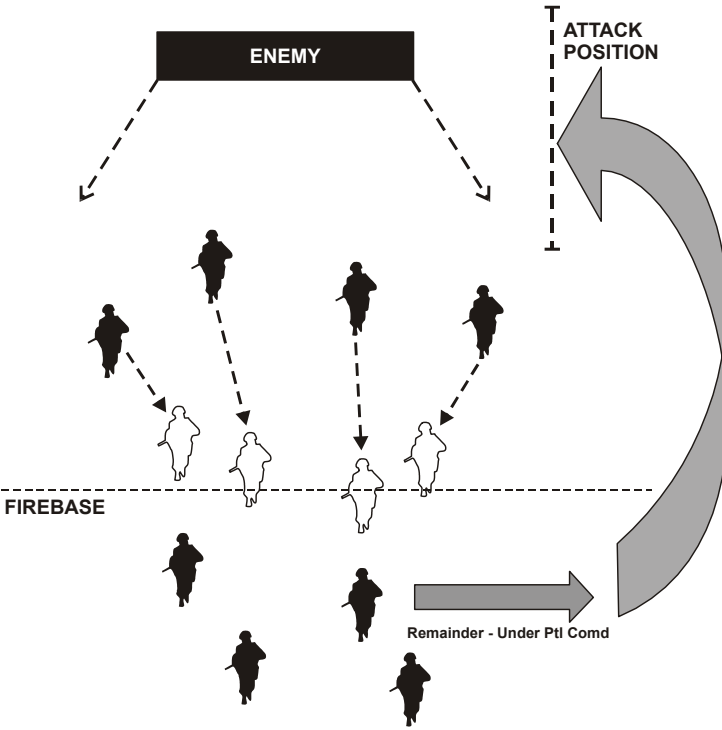 ENEMY
ATTACK
POSITION
FIREBASE
Remainder - Under Ptl Comd